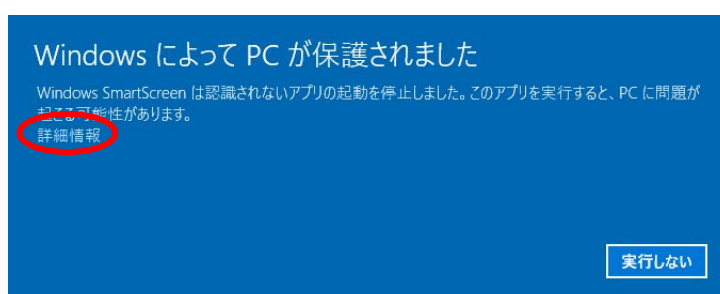 Windows によって PC が保護されました
Windows SmartScreen は認識されないアプリの起動を停止しました。このアプリを実行すると、PC に問題が
起こる可能性があります。
詳細情報
実行しない